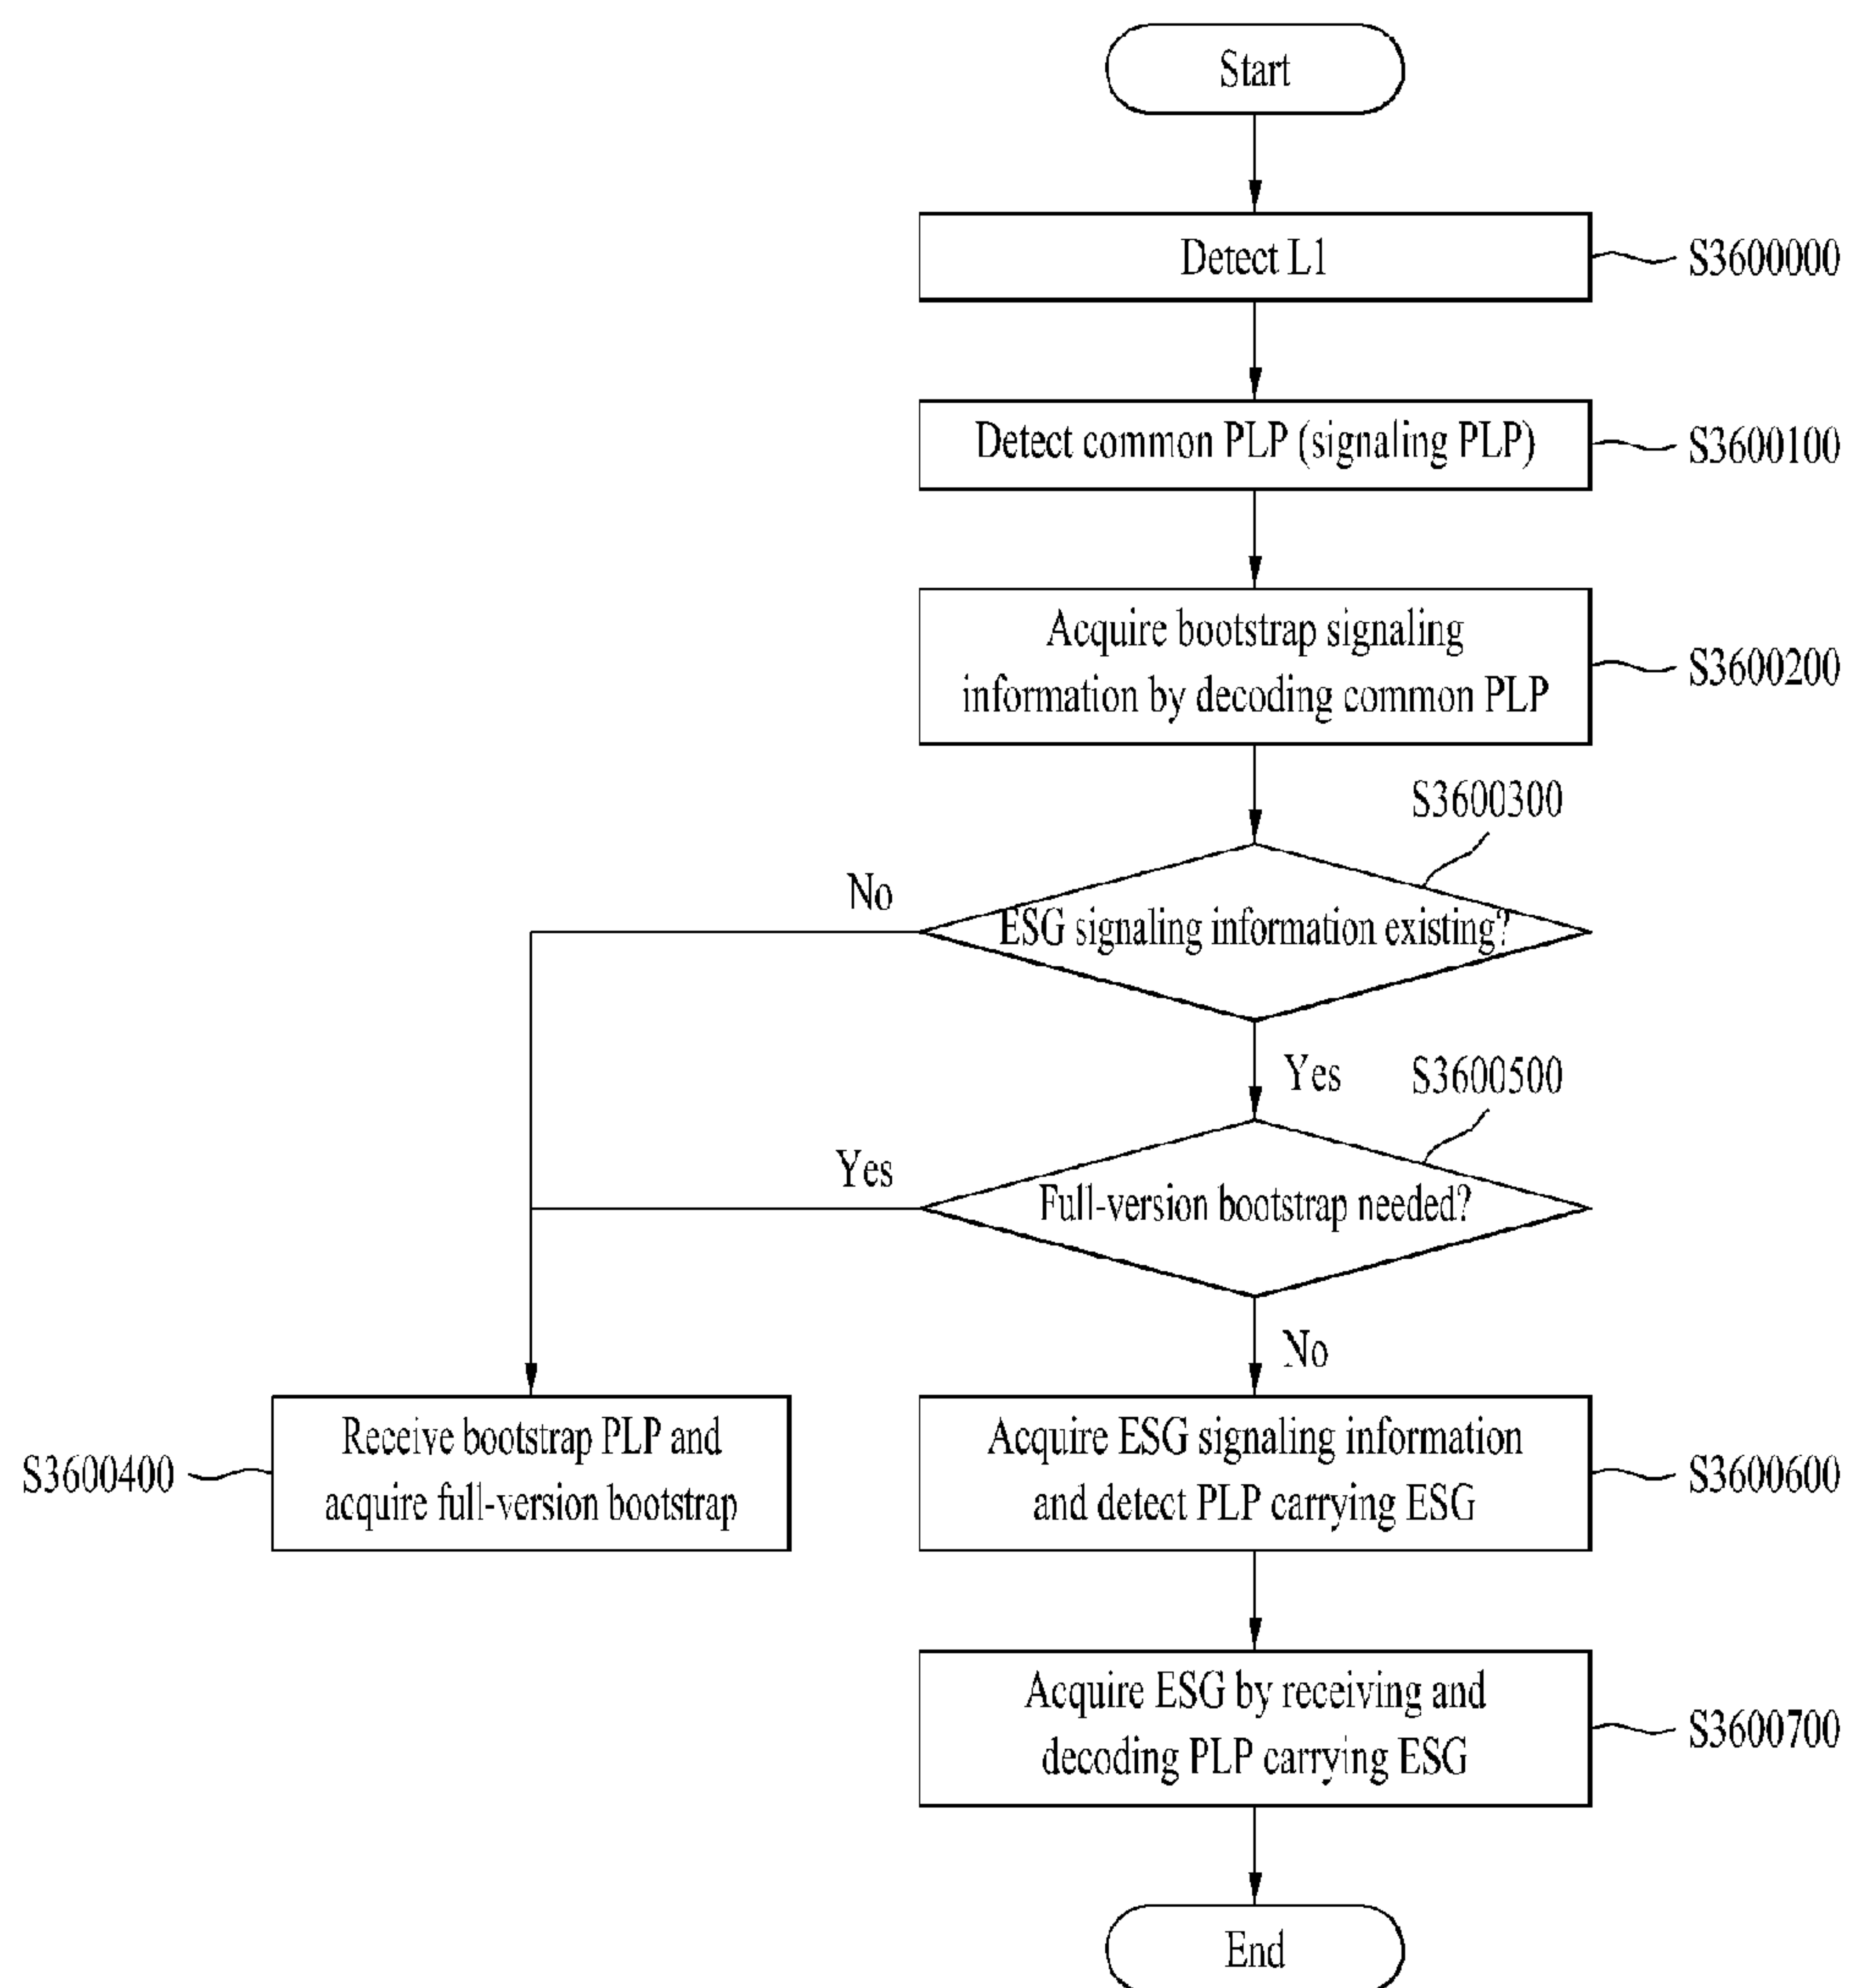 Start
Detect L1
S3600000
Detect common PLP (signaling PLP)
S3600100
Acquire bootstrap signaling
information by decoding common PLP
S3600200
S3600300
No
ESG signaling information existing?
Yes
S3600500
Yes
Full-version bootstrap needed?
No
S3600400
Receive bootstrap PLP and
acquire full-version bootstrap
Acquire ESG signaling information
and detect PLP carrying ESG
S3600600
Acquire ESG by receiving and
decoding PLP carrying ESG
S3600700
End